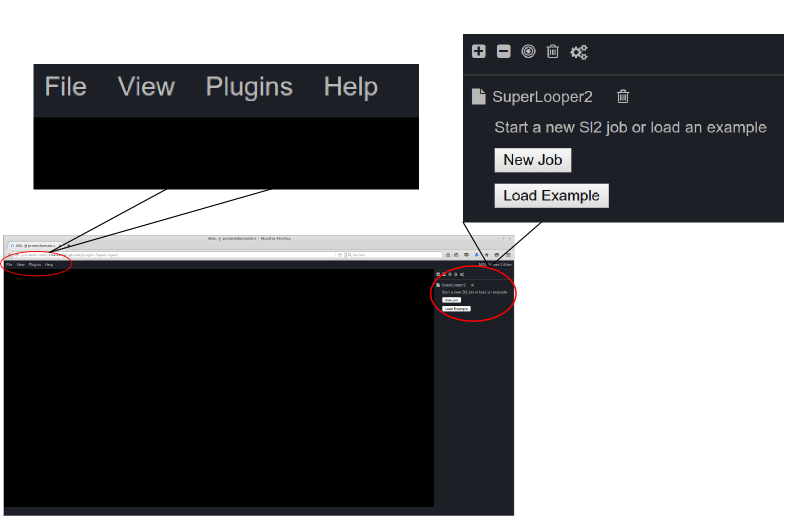 File View Plugins Help
SuperLooper2
Start a new Sl2 job or load an example
New Job
Load Example
NGL @ proteinformatics - Mozilla Firefox
NGL @ proteinformatics
File View Plugins Help
SuperLooper2
Start a new Sl2 job or load an example
New Job
Load Example